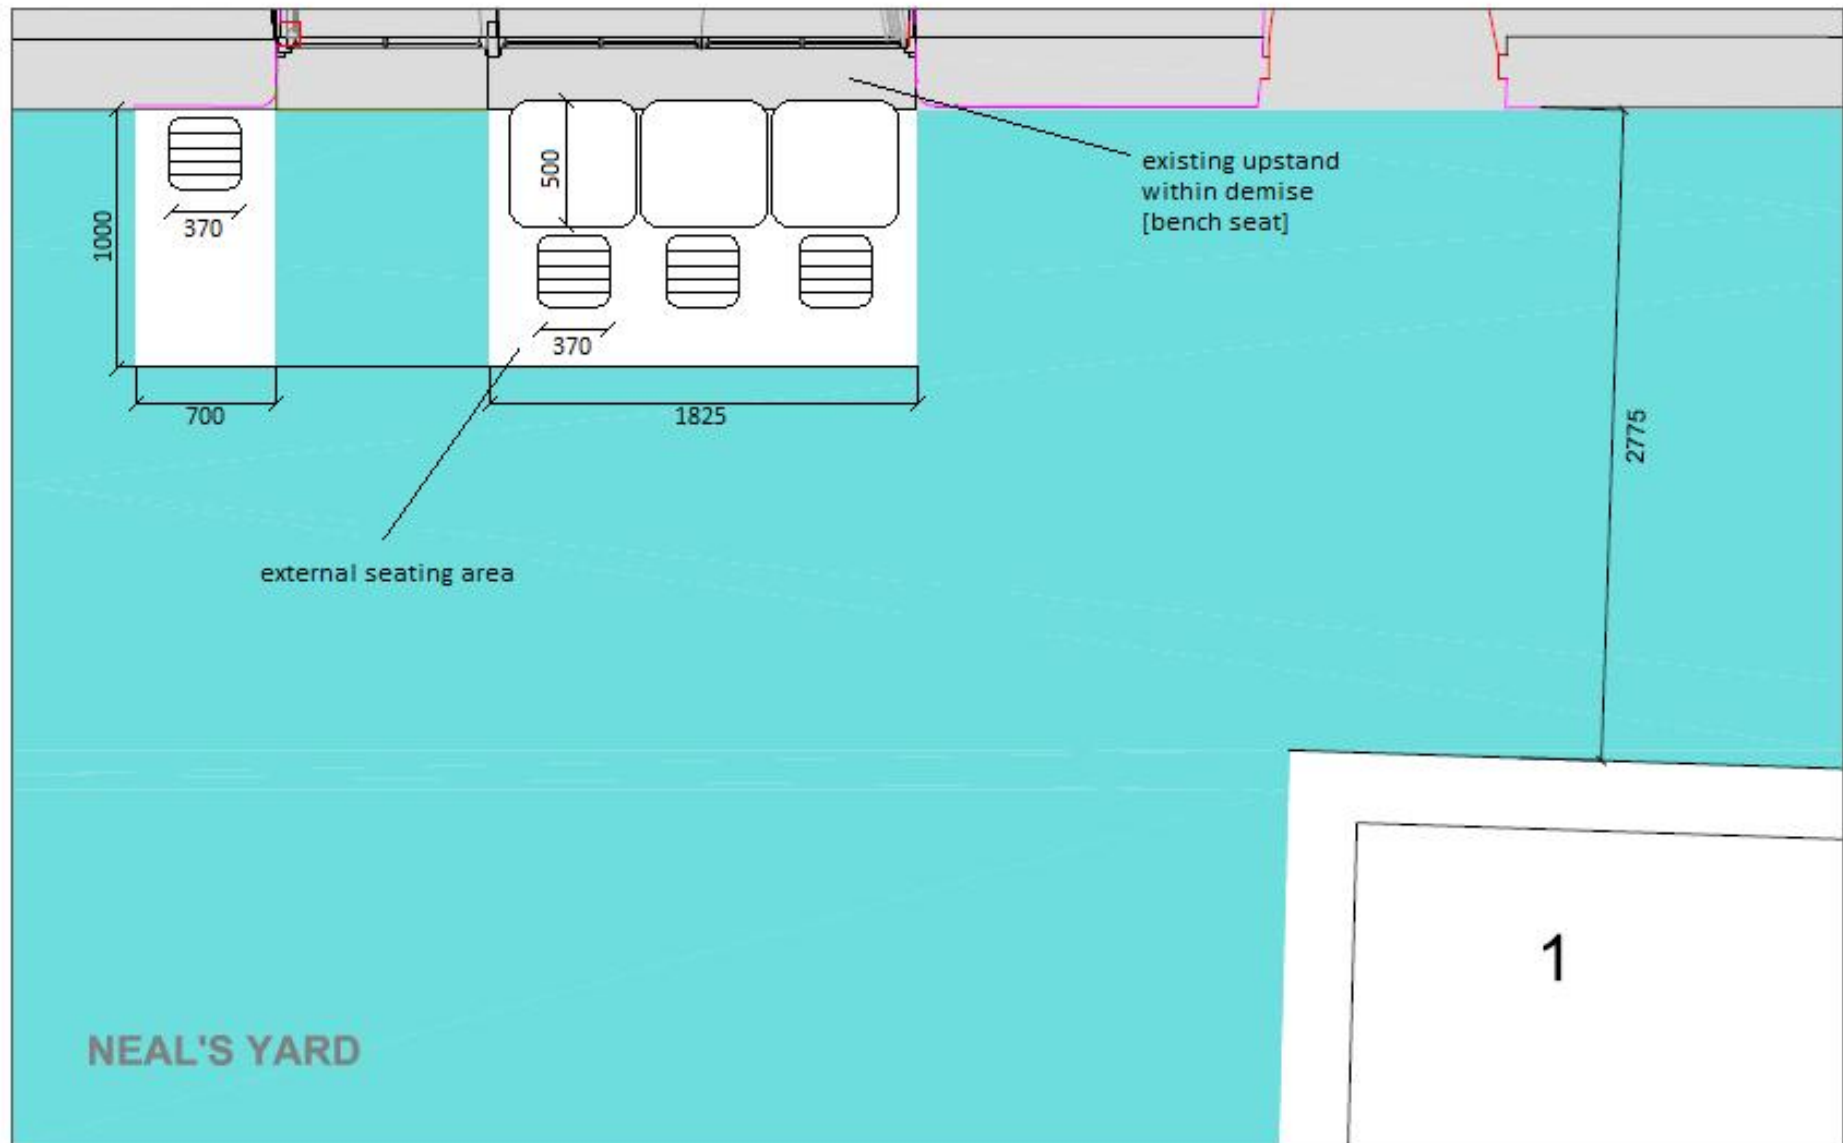 existing upstand
within demise
[bench seat]
500
370
1000
370
700
1825
2775
external seating area
1
NEAL'S YARD